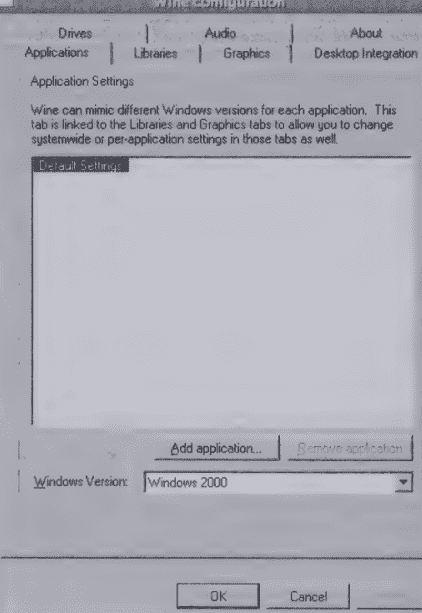 Wine configuration
Drives Audio About
Applications Libraries Graphics Desktop Integration
Application Settings
Wine can mimic different Windows versions for each application. This
tab is linked to the Libraries and Graphics tabs to allow you to change
systemwide or per-application settings in those tabs as well.
Default Settings
Add application... Remove application
Windows Version: Windows 2000
OK Cancel